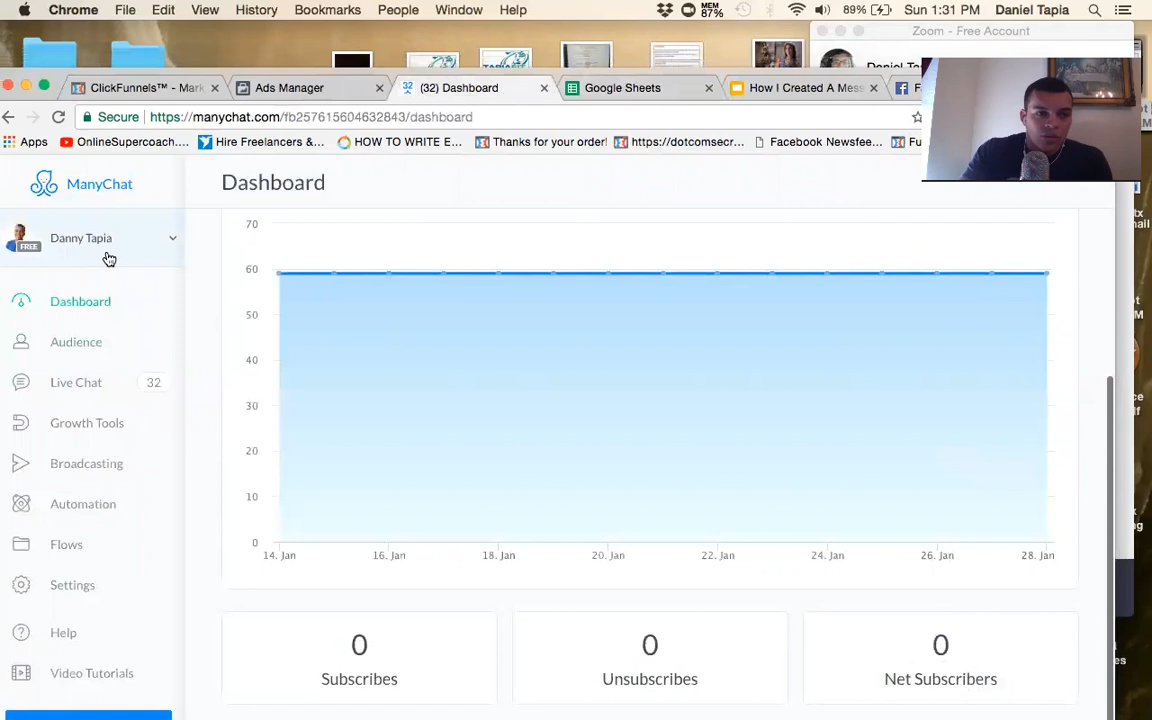 Chrome File Edit View History Bookmarks People Window Help MEM 87% 89% Sun 1:31 PM Daniel Tapia
Zoom - Free Account
ClickFunnels™ - Mark
Ads Manager
(32) Dashboard
Google Sheets
How I Created A Mess
Secure https://manychat.com/fb257615604632843/dashboard
Apps OnlineSupercoach.... Hire Freelancers &... HOW TO WRITE E... Thanks for your order! https://dotcomsecr... Facebook Newsfee... Fu
ManyChat
Dashboard
Danny Tapia
FREE
Dashboard
Audience
Live Chat 32
Growth Tools
Broadcasting
Automation
Flows
Settings
Help
Video Tutorials
70
60
50
40
30
20
10
0
14. Jan 16. Jan 18. Jan 20. Jan 22. Jan 24. Jan 26. Jan 28. Jan
0
Subscribes
0
Unsubscribes
0
Net Subscribers